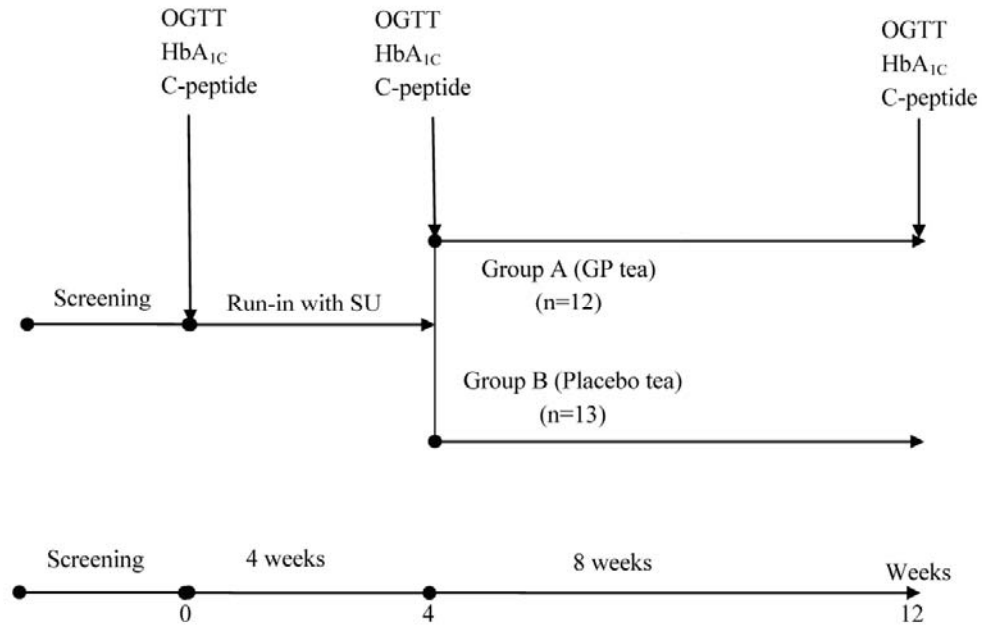 OGTT
HbA1C
C-peptide
OGTT
HbA1C
C-peptide
OGTT
HbA1C
C-peptide
Screening
Run-in with SU
Group A (GP tea)
(n=12)
Group B (Placebo tea)
(n=13)
Screening
4 weeks
8 weeks
Weeks
0
4
12